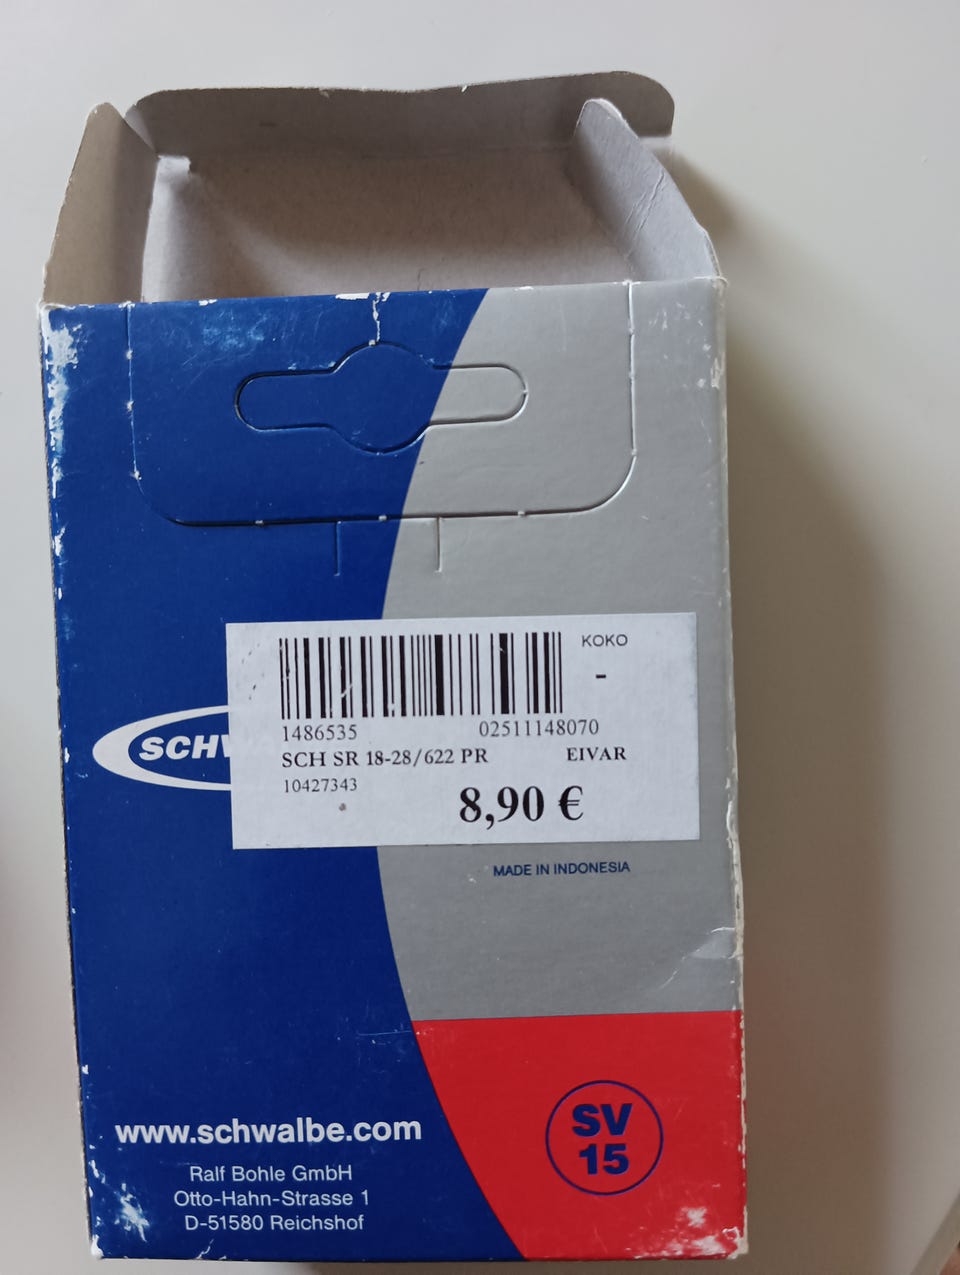 KOKO
-
1486535 02511148070
SCH SR 18-28/622 PR EIVAR
10427343
8,90 €
SCHW
MADE IN INDONESIA
SV
15
www.schwalbe.com
Ralf Bohle GmbH
Otto-Hahn-Strasse 1
D-51580 Reichshof